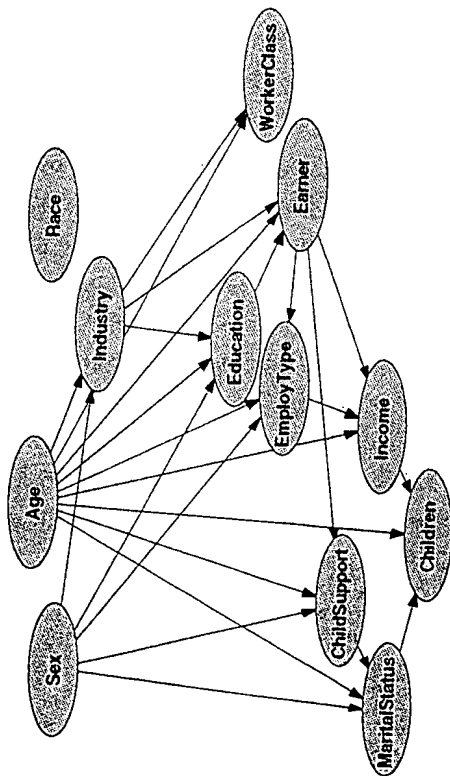 Sex
Age
Race
Industry
WorkerClass
Education
Earner
EmployType
ChildSupport
Income
MaritalStatus
Children